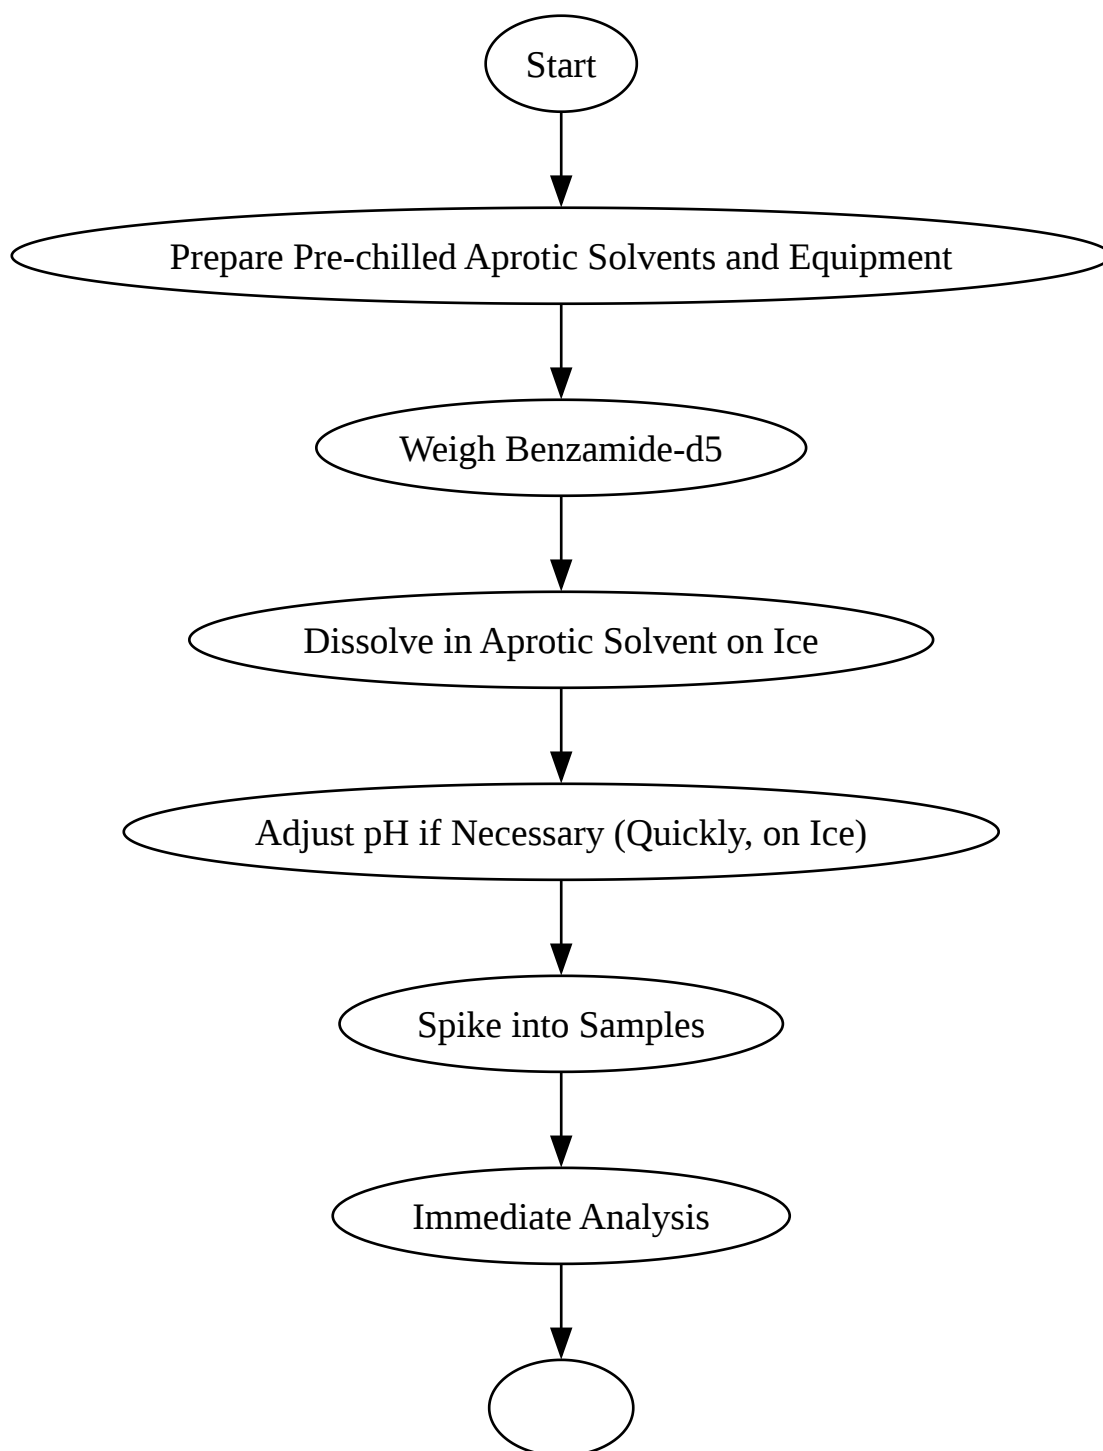 Start
Prepare Pre-chilled Aprotic Solvents and Equipment
Weigh Benzamide-d5
Dissolve in Aprotic Solvent on Ice
Adjust pH if Necessary (Quickly, on Ice)
Spike into Samples
Immediate Analysis